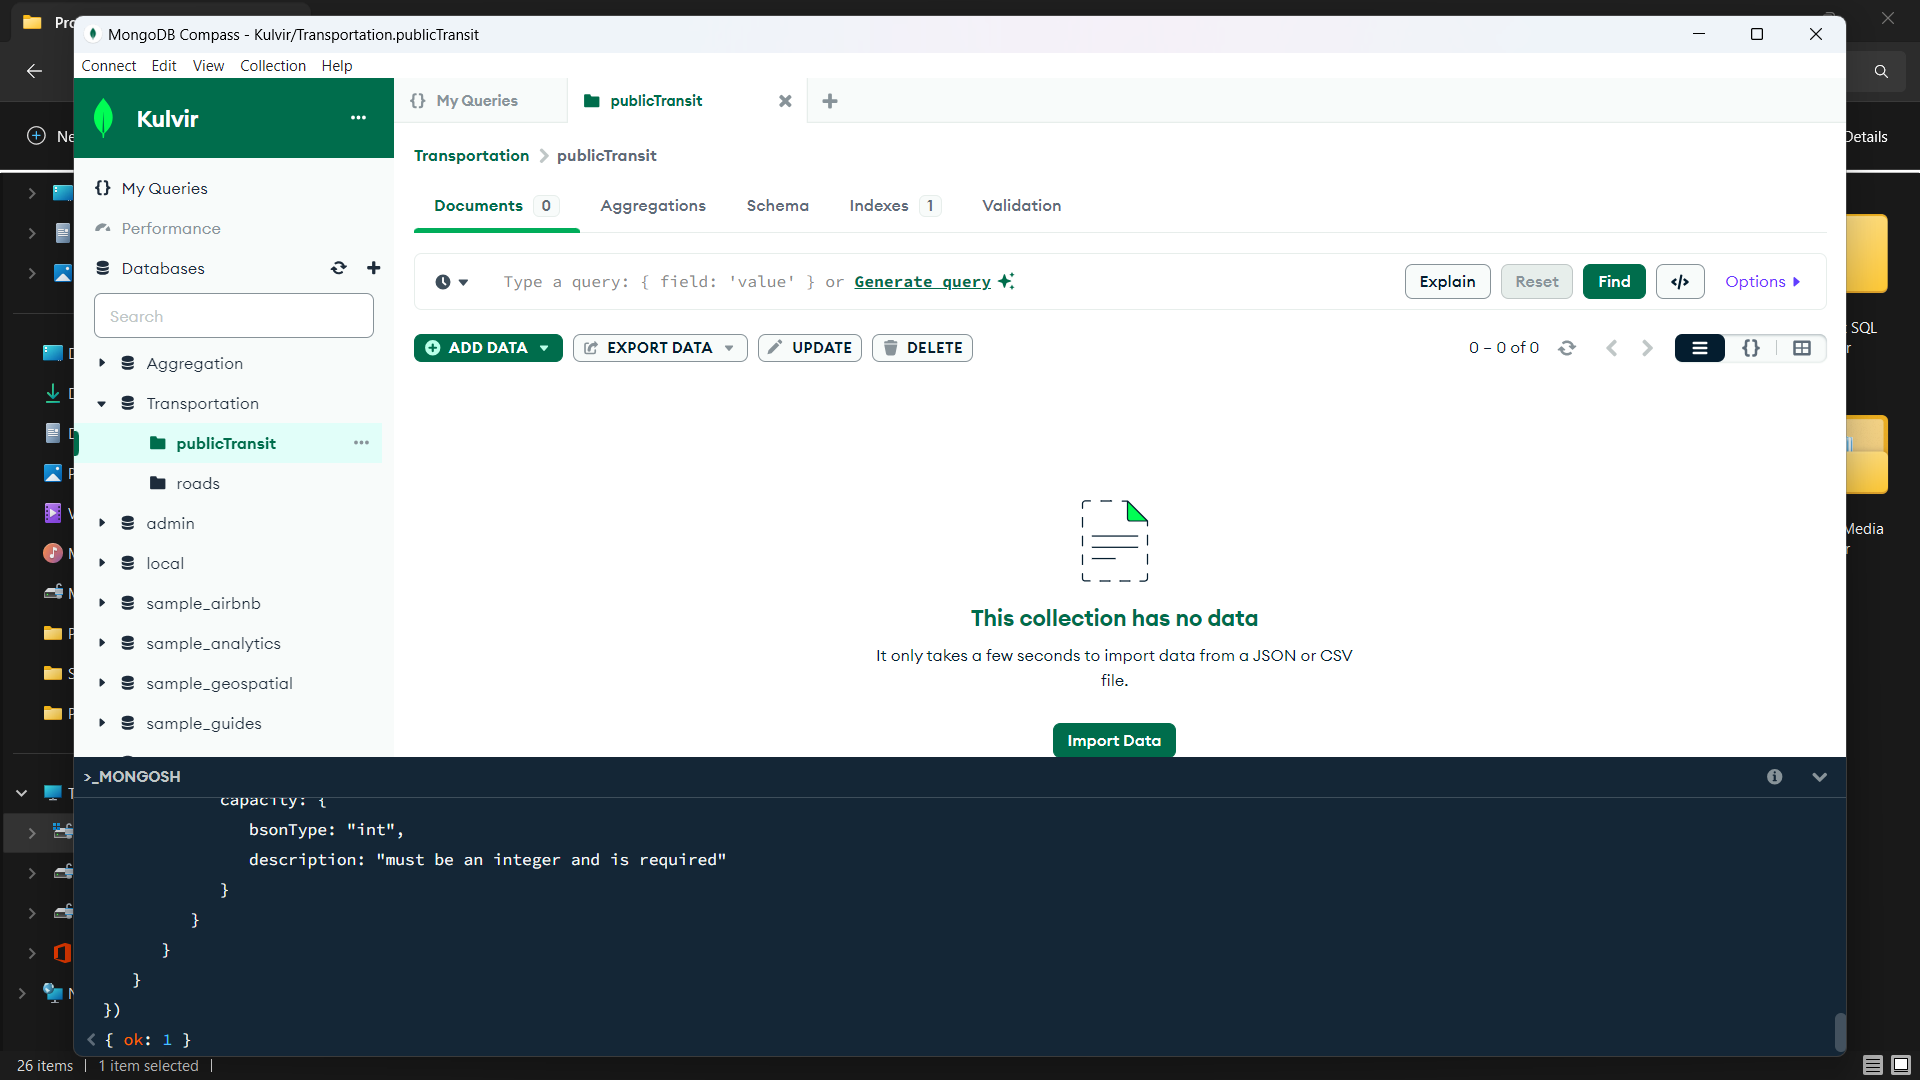 MongoDB Compass - Kulvir/Transportation.publicTransit
Connect Edit View Collection Help
Kulvir
{} My Queries
publicTransit
Transportation > publicTransit
My Queries
Performance
Databases
Search
Aggregation
Transportation
publicTransit
roads
admin
local
sample_airbnb
sample_analytics
sample_geospatial
sample_guides
Documents 0 Aggregations Schema Indexes 1 Validation
Type a query: { field: 'value' } or Generate query
Explain Reset Find </> Options
ADD DATA EXPORT DATA UPDATE DELETE
0 – 0 of 0
{}
This collection has no data
It only takes a few seconds to import data from a JSON or CSV
file.
Import Data
>_MONGOSH
capacity: {
bsonType: "int",
description: "must be an integer and is required"
}
}
}
}
})
< { ok: 1 }
26 items | 1 item selected |
Details
SQL
Media